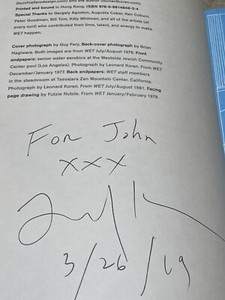 Printed and bound in Hong Kong
Special Thanks to
Peter Goodman, Bill Tom, Kitty Whitman, and all of the artists
who contributed their time, talent, and energy to make
WET happen.
Cover photograph by Guy Fery. Back-cover photograph by Brian
Hagiwara. Both images are from WET July/August 1978. Front
endpapers: senior water aerobics at the Westside Jewish Community
Center pool (Los Angeles). Photograph by Leonard Koren. From WET
December/January 1977. Back endpapers: WET staff members
in the steamroom at Tassajara Zen Mountain Center, California.
Photograph by Leonard Koren. From WET July/August 1981. Facing
page drawing by Futzie Nutzle. From WET January/February 1979.
For John
xxx
3/26/19